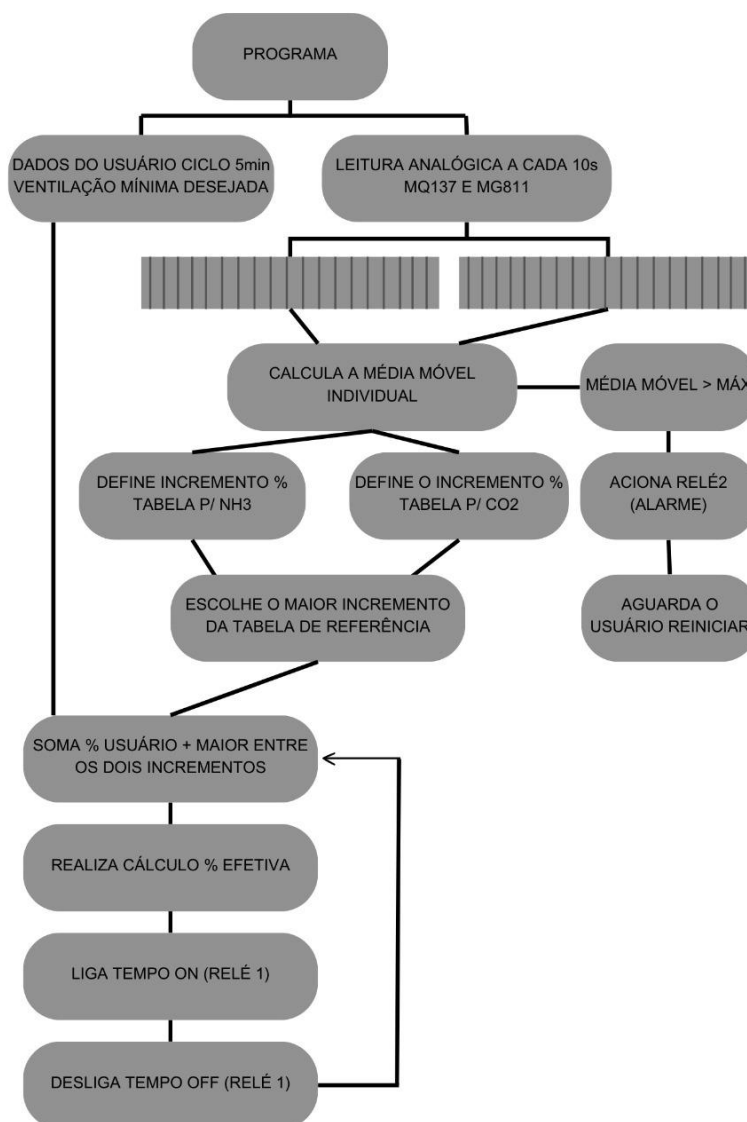 PROGRAMA
DADOS DO USUÁRIO CICLO 5min
VENTILAÇÃO MÍNIMA DESEJADA
LEITURA ANALÓGICA A CADA 10s
MQ137 E MG811
CALCULA A MÉDIA MÓVEL
INDIVIDUAL
MÉDIA MÓVEL > MÁX
DEFINE INCREMENTO %
TABELA P/ NH3
DEFINE O INCREMENTO %
TABELA P/ CO2
ACIONA RELÉ2
(ALARME)
ESCOLHE O MAIOR INCREMENTO
DA TABELA DE REFERÊNCIA
AGUARDA O
USUÁRIO REINICIAR
SOMA % USUÁRIO + MAIOR ENTRE
OS DOIS INCREMENTOS
REALIZA CÁLCULO % EFETIVA
LIGA TEMPO ON (RELÉ 1)
DESLIGA TEMPO OFF (RELÉ 1)